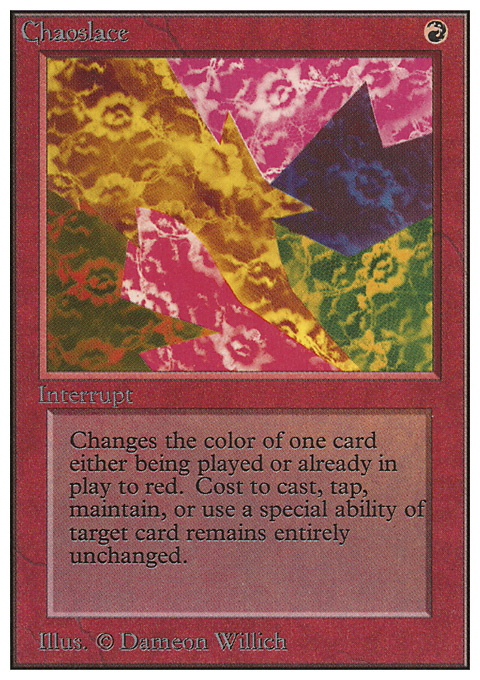 Chaoslace
Interrupt
Changes the color of one card
either being played or already in
play to red. Cost to cast, tap,
maintain, or use a special ability of
target card remains entirely
unchanged.
Illus. © Dameon Willich